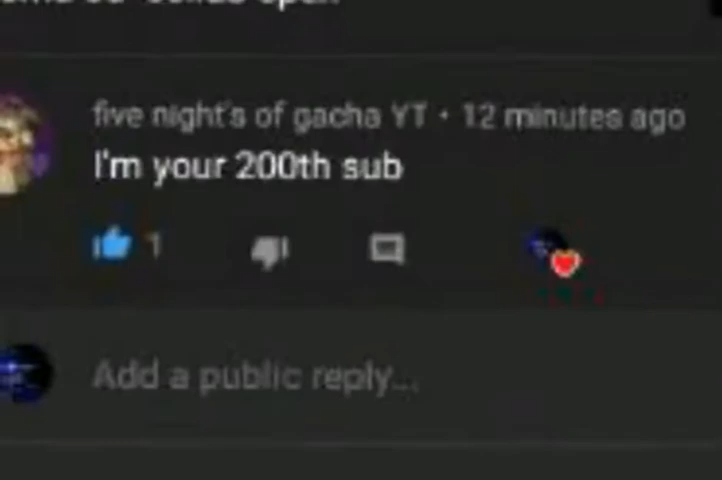 five night's of gacha YT • 12 minutes ago
I'm your 200th sub
1
Add a public reply...